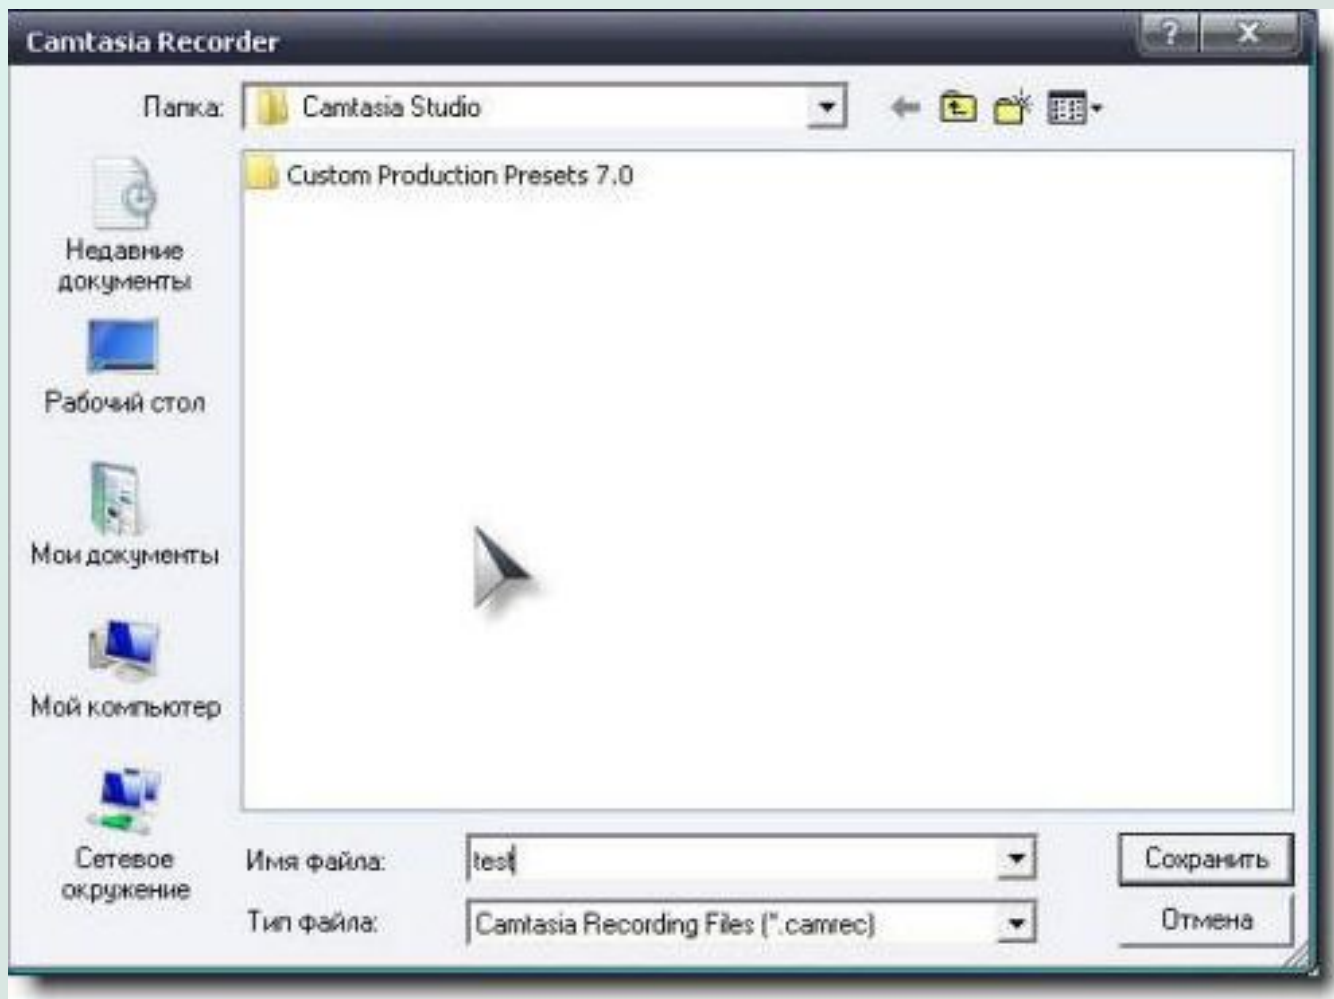 Camtasia Recorder
Папка:
Camtasia Studio
Custom Production Presets 7.0
Недавние
документы
Рабочий стол
Мои документы
Мой компьютер
Сетевое
окружение
Имя файла:
test
Сохранить
Тип файла:
Camtasia Recording Files (*.camrec)
Отмена